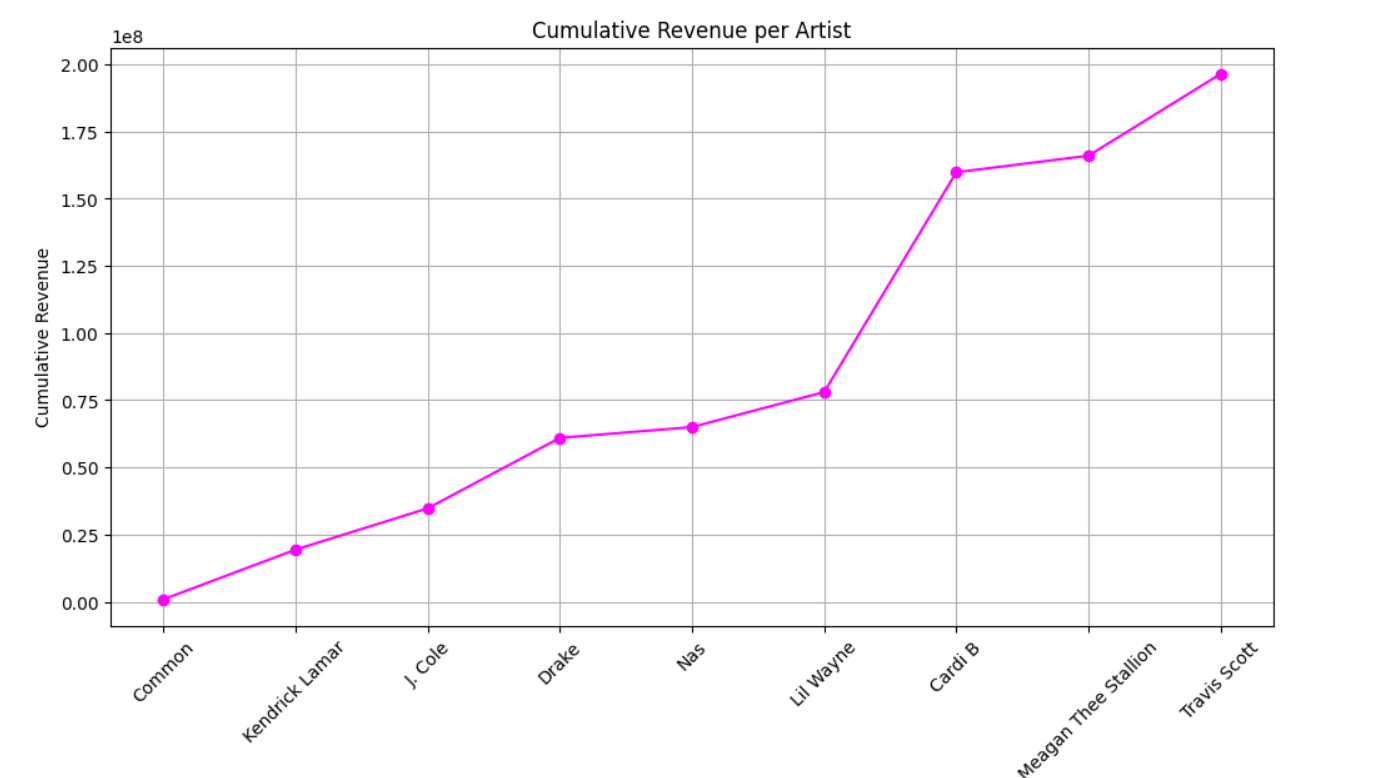 Cumulative Revenue per Artist
1e8
2.00
1.75
1.50
1.25
1.00
0.75
0.50
0.25
0.00
Cumulative Revenue
Common
Kendrick Lamar
J. Cole
Drake
Nas
Lil Wayne
Cardi B
Meagan Thee Stallion
Travis Scott